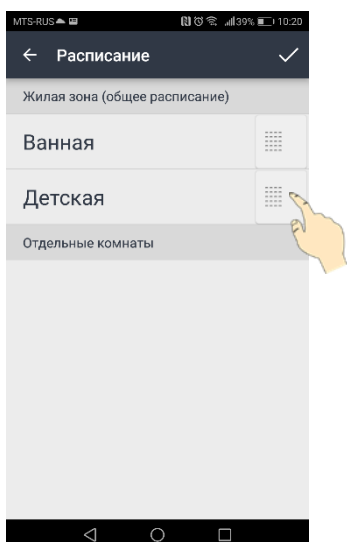 MTS-RUS 39% 10:20
Расписание
Жилая зона (общее расписание)
Ванная
Детская
Отдельные комнаты